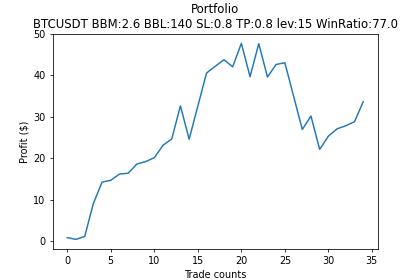 Portfolio
BTCUSDT BBM:2.6 BBL:140 SL:0.8 TP:0.8 lev:15 WinRatio:77.0
50
40
30
20
10
0
Profit ($)
0 5 10 15 20 25 30 35
Trade counts